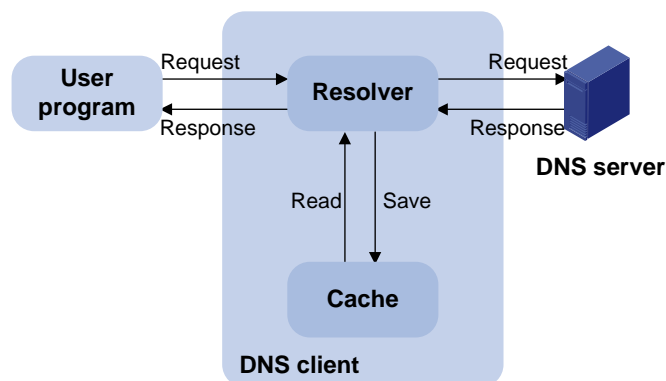 Request
Request
User
program
Resolver
Response
Response
DNS server
Read
Save
Cache
DNS client